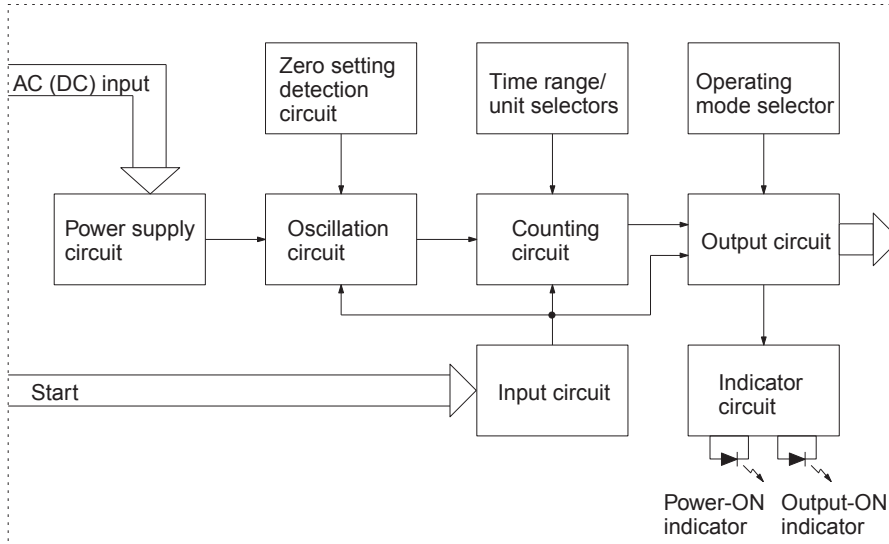 AC (DC) input
Zero setting
detection
circuit
Time range/
unit selectors
Operating
mode selector
Power supply
circuit
Oscillation
circuit
Counting
circuit
Output circuit
Start
Input circuit
Indicator
circuit
Power-ON
indicator
Output-ON
indicator